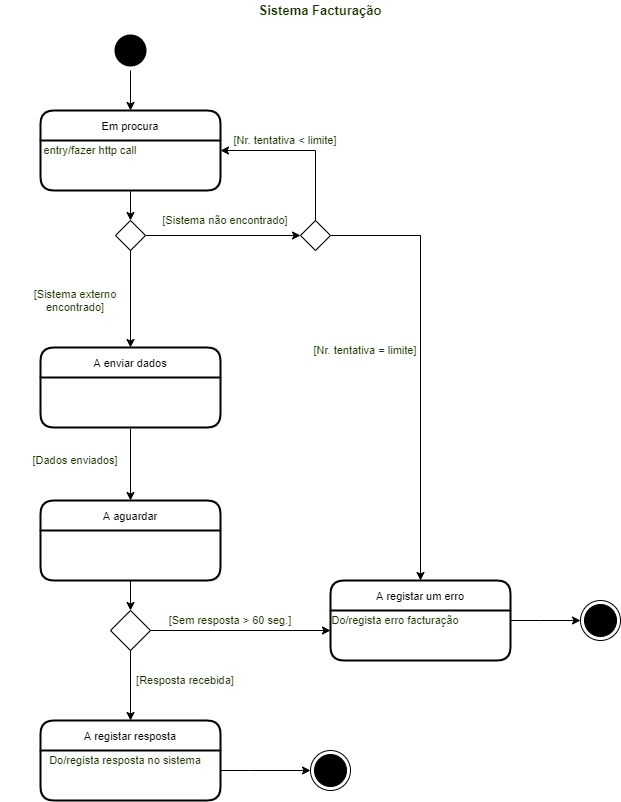 Sistema Facturação
Em procura
entry/fazer http call
[Nr. tentativa < limite]
[Sistema não encontrado]
[Sistema externo
encontrado]
A enviar dados
[Nr. tentativa = limite]
[Dados enviados]
A aguardar
A registar um erro
Do/regista erro facturação
[Sem resposta > 60 seg.]
[Resposta recebida]
A registar resposta
Do/regista resposta no sistema